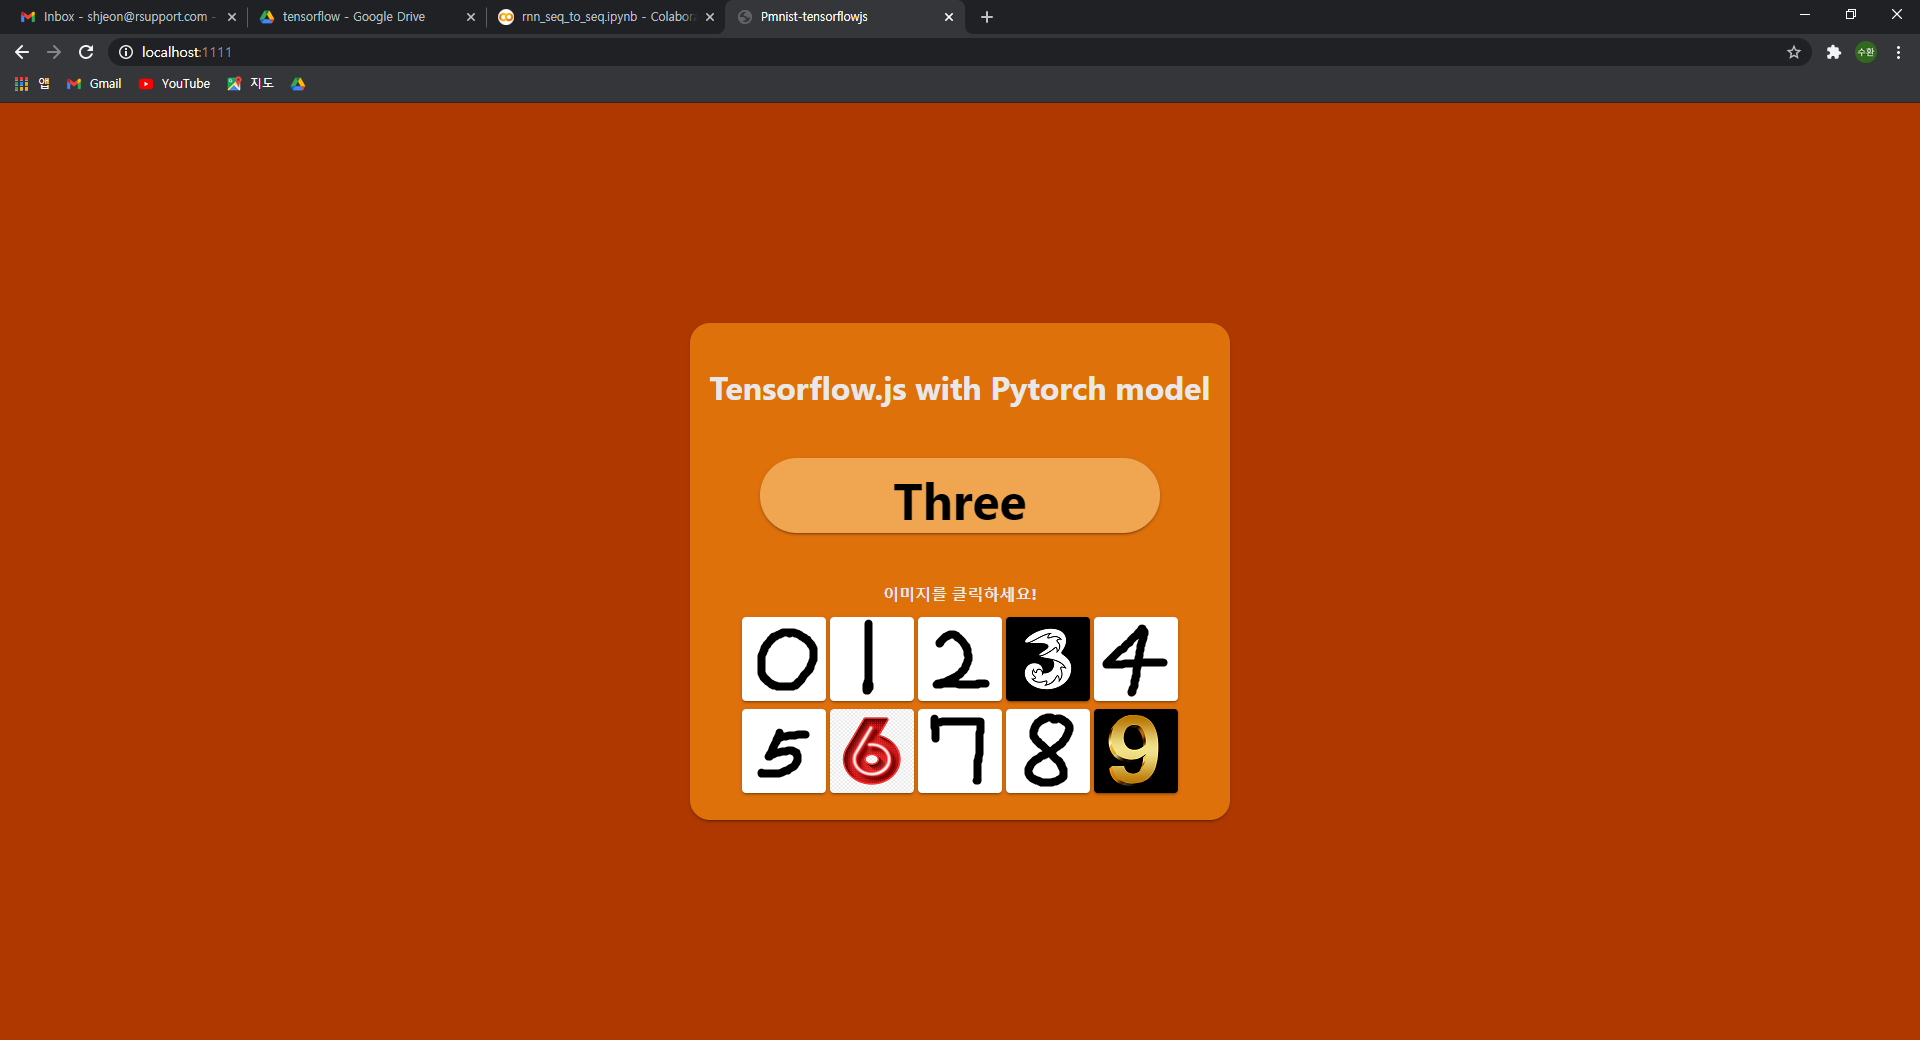 Inbox - shjeon@rsupport.com -
tensorflow - Google Drive
rnn_seq_to_seq.ipynb - Colabor
Pmnist-tensorflowjs
localhost:1111
수환
앱
Gmail
YouTube
지도
Tensorflow.js with Pytorch model
Three
이미지를 클릭하세요!
0 1 2 3 4
5 6 7 8 9